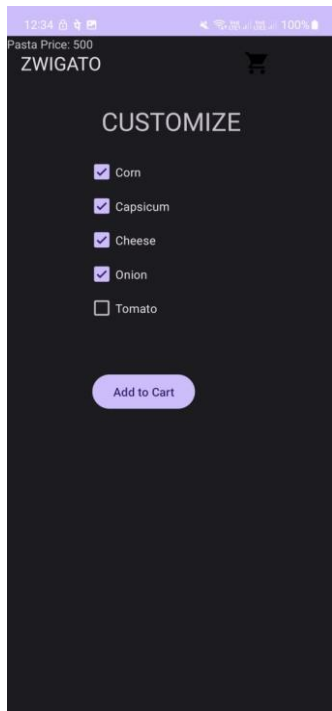 12:34 100%
Pasta Price: 500
ZWIGATO
CUSTOMIZE
Corn
Capsicum
Cheese
Onion
Tomato
Add to Cart